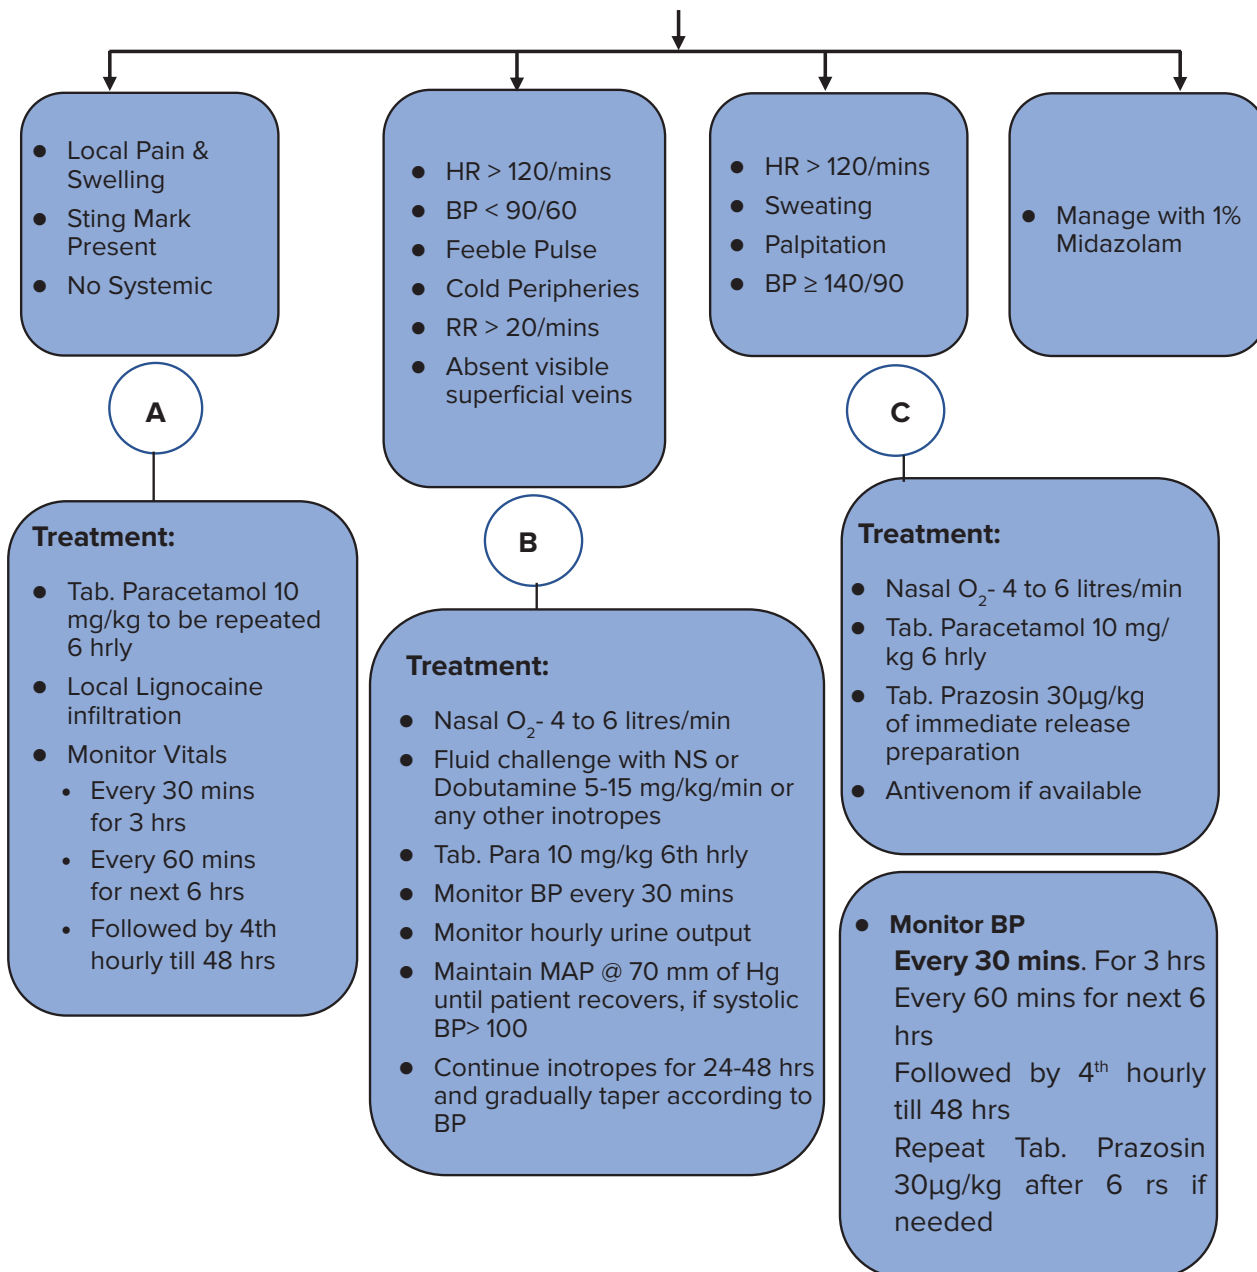 ● Local Pain &
Swelling
● Sting Mark
Present
● No Systemic
● HR > 120/mins
● BP < 90/60
● Feeble Pulse
● Cold Peripheries
● RR > 20/mins
● Absent visible
superficial veins
● HR > 120/mins
● Sweating
● Palpitation
● BP ≥ 140/90
● Manage with 1%
Midazolam
A
Treatment:
● Tab. Paracetamol 10
mg/kg to be repeated
6 hrly
● Local Lignocaine
infiltration
● Monitor Vitals
• Every 30 mins
for 3 hrs
• Every 60 mins
for next 6 hrs
• Followed by 4th
hourly till 48 hrs
B
Treatment:
● Nasal O₂- 4 to 6 litres/min
● Fluid challenge with NS or
Dobutamine 5-15 mg/kg/min or
any other inotropes
● Tab. Para 10 mg/kg 6th hrly
● Monitor BP every 30 mins
● Monitor hourly urine output
● Maintain MAP @ 70 mm of Hg
until patient recovers, if systolic
BP> 100
● Continue inotropes for 24-48 hrs
and gradually taper according to
BP
C
Treatment:
● Nasal O₂- 4 to 6 litres/min
● Tab. Paracetamol 10 mg/
kg 6 hrly
● Tab. Prazosin 30µg/kg
of immediate release
preparation
● Antivenom if available
● Monitor BP
Every 30 mins. For 3 hrs
Every 60 mins for next 6
hrs
Followed by 4th hourly
till 48 hrs
Repeat Tab. Prazosin
30µg/kg after 6 rs if
needed